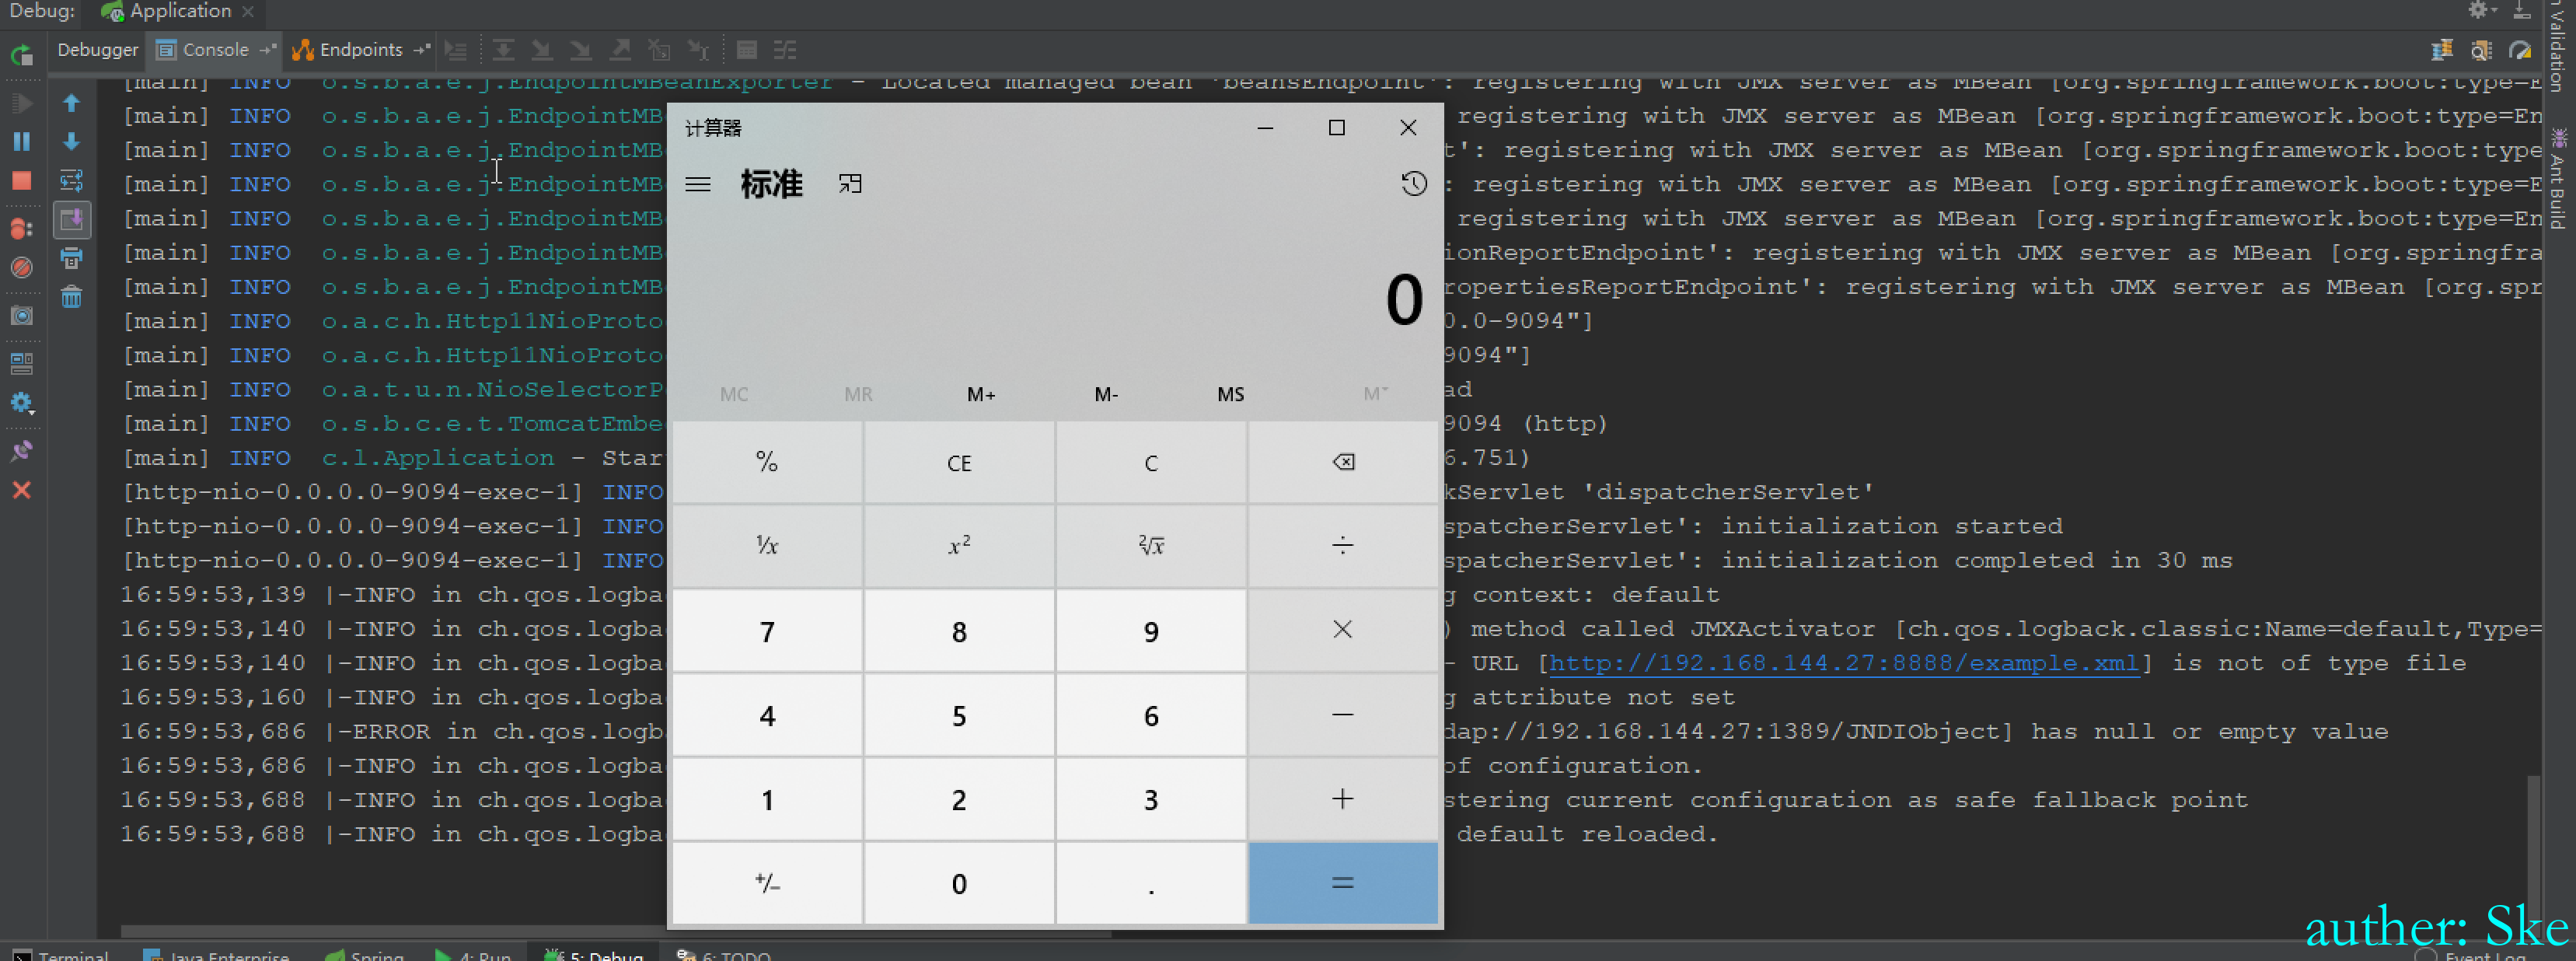 Debug: Application
Debugger Console Endpoints
[main] INFO o.s.b.a.e.j.EndpointMBeanExporter - Located managed bean 'beansEndpoint': registering with JMX server as MBean [org.springframework.boot:type=E
[main] INFO o.s.b.a.e.j.EndpointMB registering with JMX server as MBean [org.springframework.boot:type=En
[main] INFO o.s.b.a.e.j.EndpointMB t': registering with JMX server as MBean [org.springframework.boot:type
[main] INFO o.s.b.a.e.j.EndpointMB : registering with JMX server as MBean [org.springframework.boot:type=E
[main] INFO o.s.b.a.e.j.EndpointMB registering with JMX server as MBean [org.springframework.boot:type=En
[main] INFO o.s.b.a.e.j.EndpointMB ionReportEndpoint': registering with JMX server as MBean [org.springfra
[main] INFO o.s.b.a.e.j.EndpointMB ropertiesReportEndpoint': registering with JMX server as MBean [org.spr
[main] INFO o.a.c.h.Http11NioProto 0.0-9094"]
[main] INFO o.a.c.h.Http11NioProto 9094"]
[main] INFO o.a.t.u.n.NioSelectorP ad
[main] INFO o.s.b.c.e.t.TomcatEmbe 9094 (http)
[main] INFO c.l.Application - Star 6.751)
[http-nio-0.0.0.0-9094-exec-1] INFO kServlet 'dispatcherServlet'
[http-nio-0.0.0.0-9094-exec-1] INFO spatcherServlet': initialization started
[http-nio-0.0.0.0-9094-exec-1] INFO spatcherServlet': initialization completed in 30 ms
16:59:53,139 |-INFO in ch.qos.logba g context: default
16:59:53,140 |-INFO in ch.qos.logba ) method called JMXActivator [ch.qos.logback.classic:Name=default,Type=
16:59:53,140 |-INFO in ch.qos.logba - URL [http://192.168.144.27:8888/example.xml] is not of type file
16:59:53,160 |-INFO in ch.qos.logba g attribute not set
16:59:53,686 |-ERROR in ch.qos.logb dap://192.168.144.27:1389/JNDIObject] has null or empty value
16:59:53,686 |-INFO in ch.qos.logba of configuration.
16:59:53,688 |-INFO in ch.qos.logba stering current configuration as safe fallback point
16:59:53,688 |-INFO in ch.qos.logba default reloaded.
计算器
标准
0
MC MR M+ M- MS M˅
% CE C
⅟x x² ²√x ÷
7 8 9 ×
4 5 6 −
1 2 3 +
+/− 0 . =
Validation
Ant Build
auther: Ske
Terminal Java Enterprise Spring 4: Run 5: Debug 6: TODO Event Log